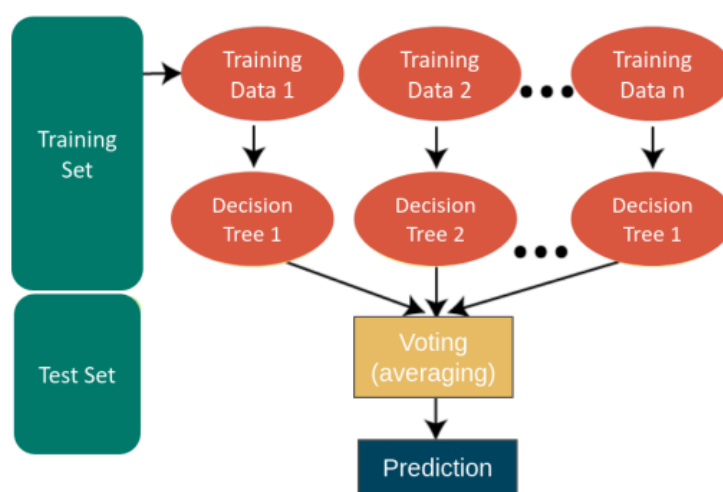 Training
Set
Training
Data 1
Training
Data 2
Training
Data n
Decision
Tree 1
Decision
Tree 2
Decision
Tree 1
Voting
(averaging)
Test Set
Prediction